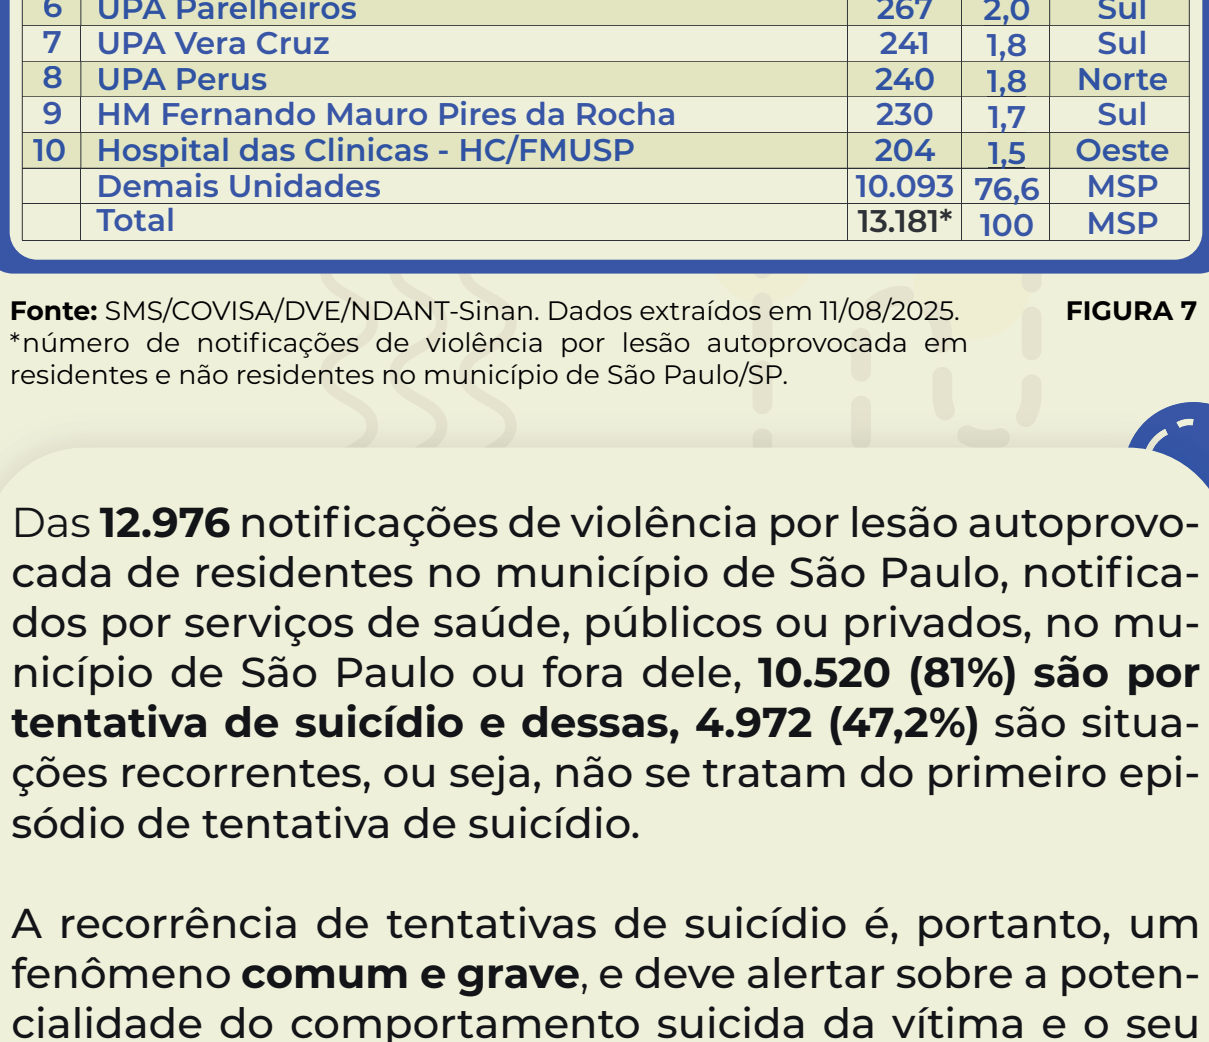 6 UPA Parelheiros 267 2,0 Sul
7 UPA Vera Cruz 241 1,8 Sul
8 UPA Perus 240 1,8 Norte
9 HM Fernando Mauro Pires da Rocha 230 1,7 Sul
10 Hospital das Clinicas - HC/FMUSP 204 1,5 Oeste
Demais Unidades 10.093 76,6 MSP
Total 13.181* 100 MSP
Fonte: SMS/COVISA/DVE/NDANT-Sinan. Dados extraídos em 11/08/2025. FIGURA 7
*número de notificações de violência por lesão autoprovocada em
residentes e não residentes no município de São Paulo/SP.
Das 12.976 notificações de violência por lesão autoprovo-
cada de residentes no município de São Paulo, notifica-
dos por serviços de saúde, públicos ou privados, no mu-
nicípio de São Paulo ou fora dele, 10.520 (81%) são por
tentativa de suicídio e dessas, 4.972 (47,2%) são situa-
ções recorrentes, ou seja, não se tratam do primeiro epi-
sódio de tentativa de suicídio.
A recorrência de tentativas de suicídio é, portanto, um
fenômeno comum e grave, e deve alertar sobre a poten-
cialidade do comportamento suicida da vítima e o seu